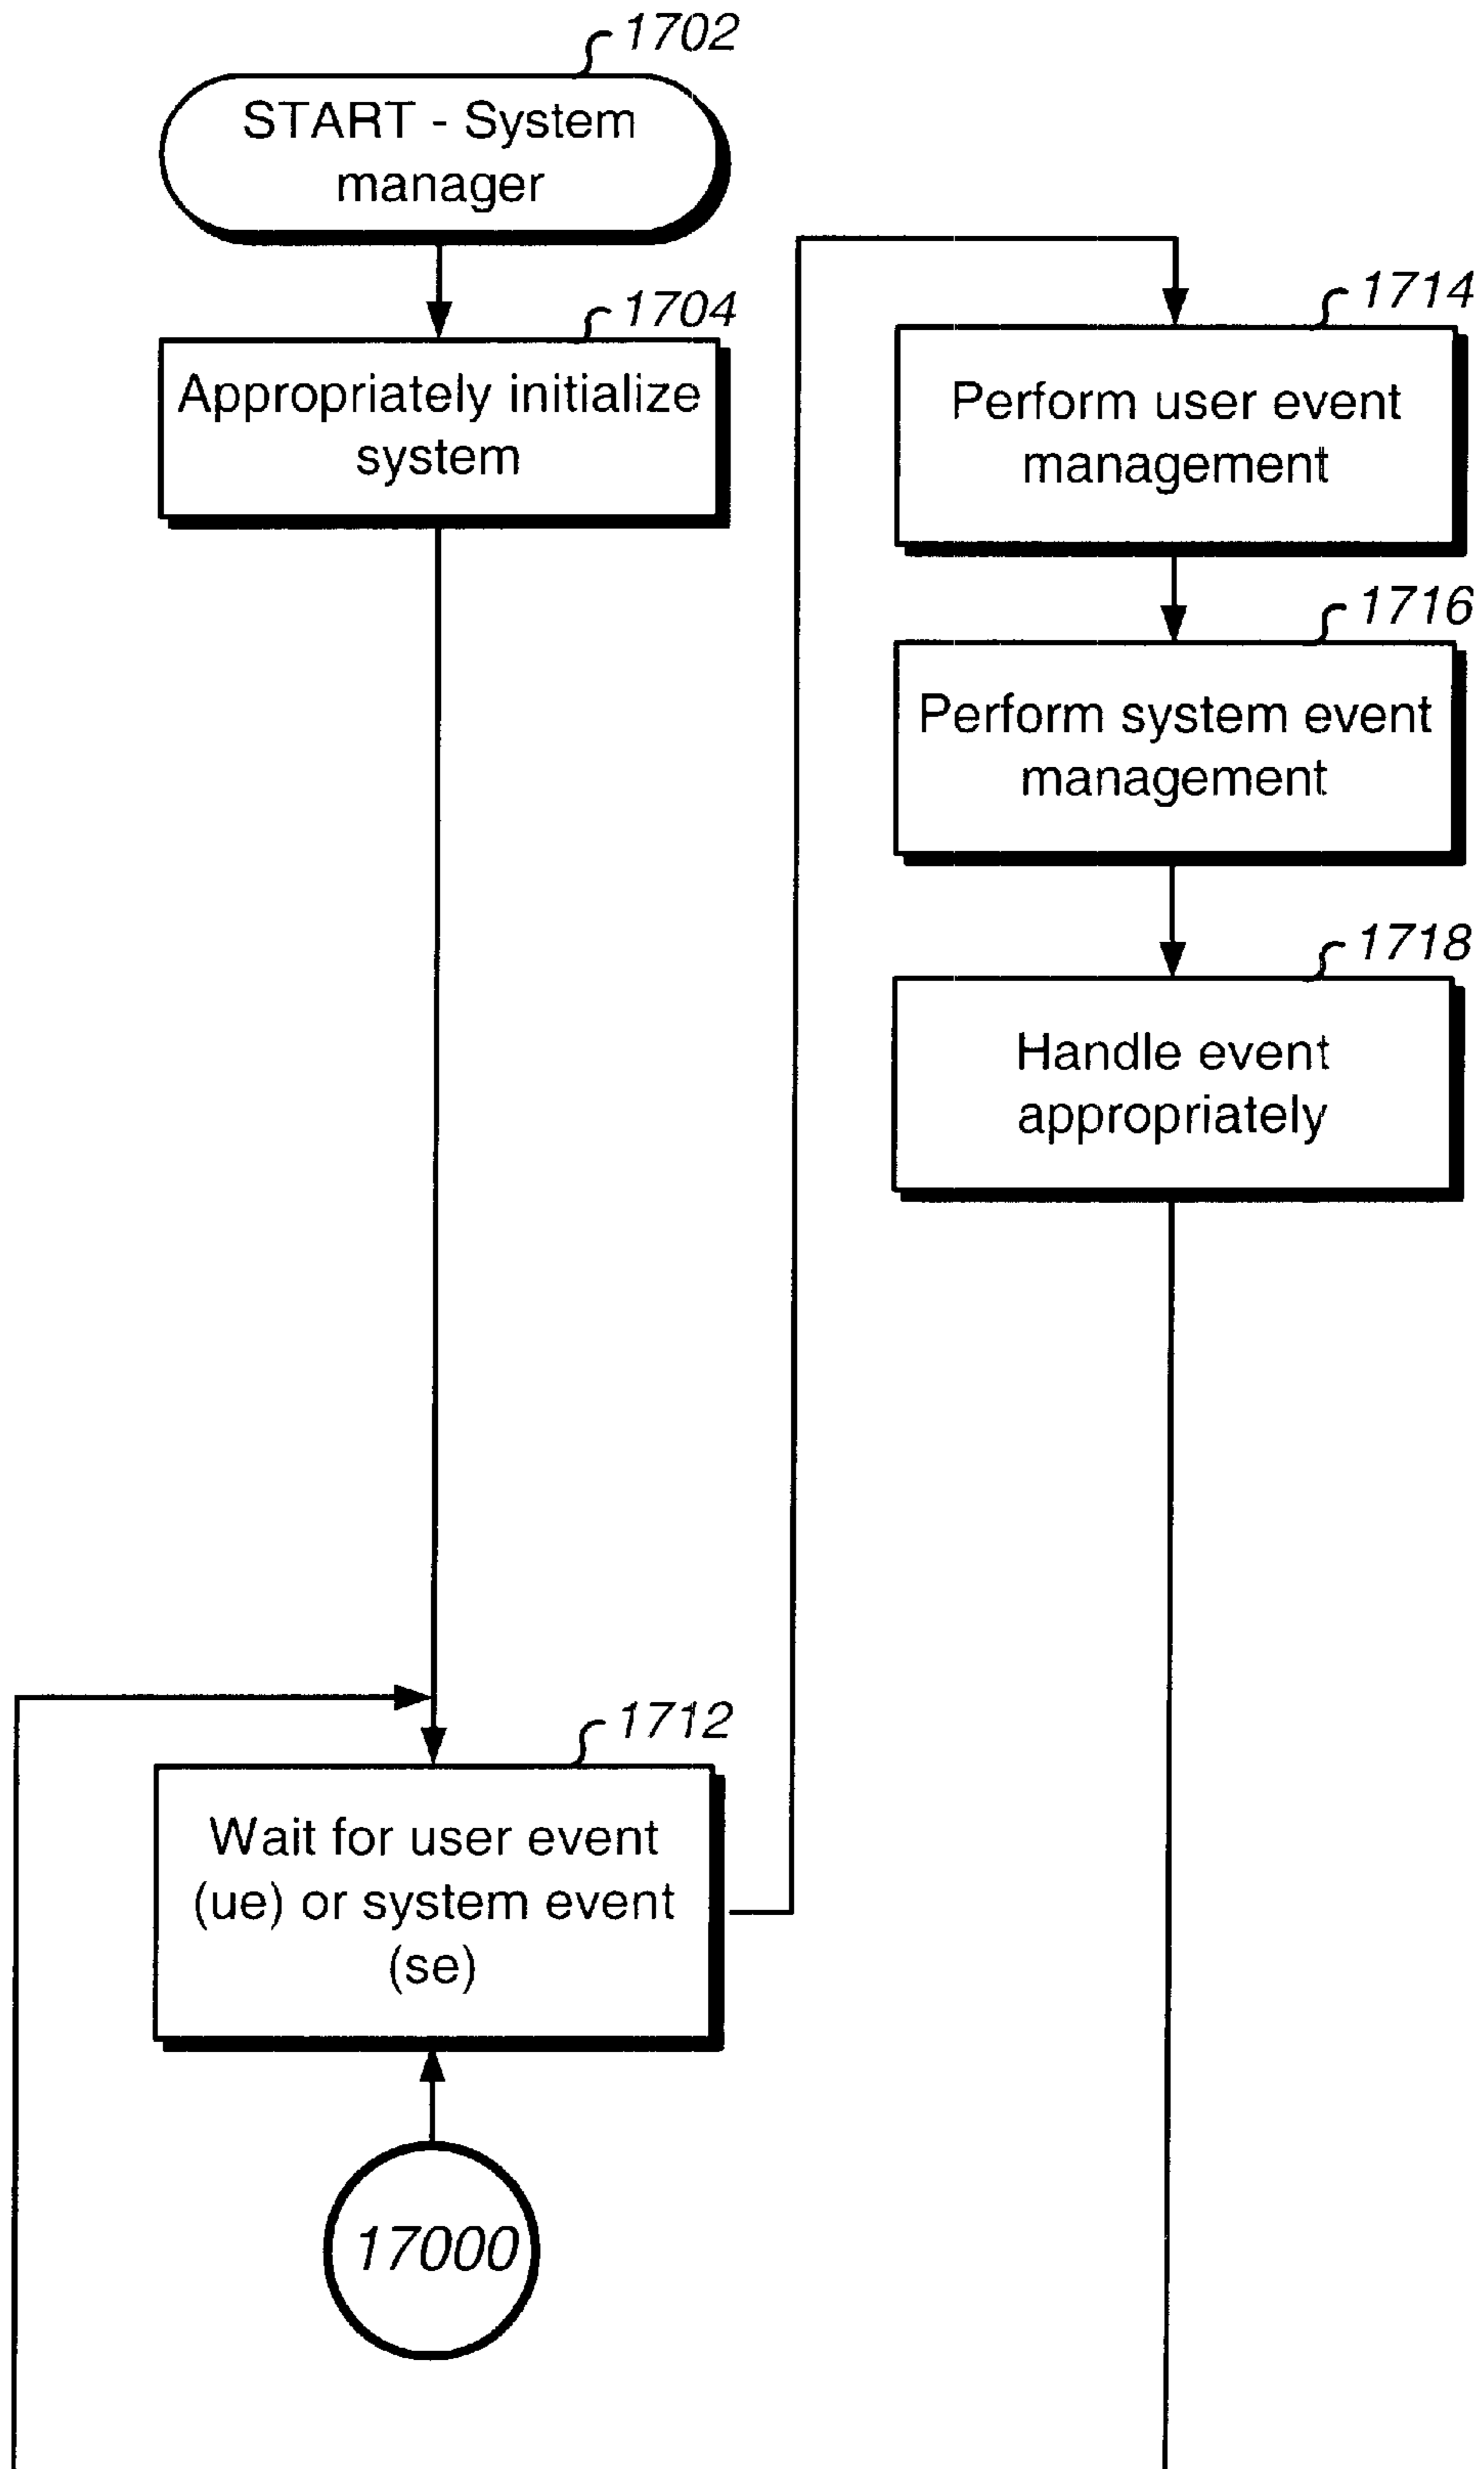 1702
START - System
manager
1704
Appropriately initialize
system
1712
Wait for user event
(ue) or system event
(se)
17000
1714
Perform user event
management
1716
Perform system event
management
1718
Handle event
appropriately